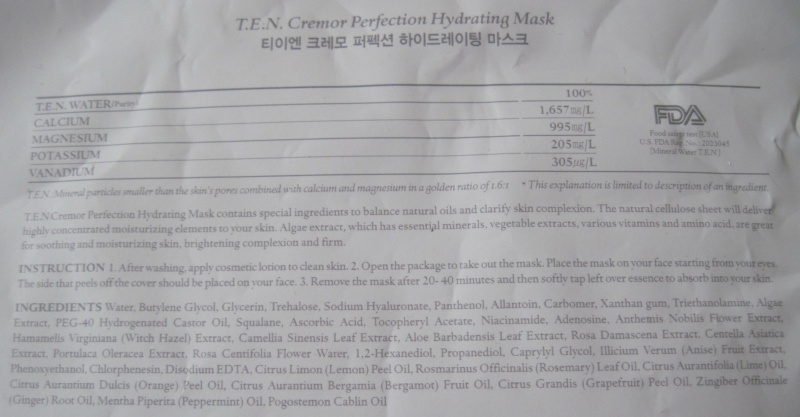 T.E.N. Cremor Perfection Hydrating Mask
티이엔 크레모 퍼펙션 하이드레이팅 마스크
T.E.N. WATER(Purity) 100%
CALCIUM 1,657mg/L
MAGNESIUM 995mg/L
POTASSIUM 205mg/L
VANADIUM 305μg/L
FDA
Food safety test [USA]
U.S. FDA Reg. No.: 2023045
[Mineral Water T.E.N.]
T.E.N. Mineral particles smaller than the skin's pores combined with calcium and magnesium in a golden ratio of 1.6:1 * This explanation is limited to description of an ingredient.
T.E.N.Cremor Perfection Hydrating Mask contains special ingredients to balance natural oils and clarify skin complexion. The natural cellulose sheet will deliver
highly concentrated moisturizing elements to your skin. Algae extract, which has essential minerals, vegetable extracts, various vitamins and amino acid, are great
for soothing and moisturizing skin, brightening complexion and firm.
INSTRUCTION 1. After washing, apply cosmetic lotion to clean skin. 2. Open the package to take out the mask. Place the mask on your face starting from your eyes.
The side that peels off the cover should be placed on your face. 3. Remove the mask after 20- 40 minutes and then softly tap left over essence to absorb into your skin.
INGREDIENTS Water, Butylene Glycol, Glycerin, Trehalose, Sodium Hyaluronate, Panthenol, Allantoin, Carbomer, Xanthan gum, Triethanolamine, Algae
Extract, PEG-40 Hydrogenated Castor Oil, Squalane, Ascorbic Acid, Tocopheryl Acetate, Niacinamide, Adenosine, Anthemis Nobilis Flower Extract,
Hamamelis Virginiana (Witch Hazel) Extract, Camellia Sinensis Leaf Extract, Aloe Barbadensis Leaf Extract, Rosa Damascena Extract, Centella Asiatica
Extract, Portulaca Oleracea Extract, Rosa Centifolia Flower Water, 1,2-Hexanediol, Propanediol, Caprylyl Glycol, Illicium Verum (Anise) Fruit Extract,
Phenoxyethanol, Chlorphenesin, Disodium EDTA, Citrus Limon (Lemon) Peel Oil, Rosmarinus Officinalis (Rosemary) Leaf Oil, Citrus Aurantifolia (Lime) Oil,
Citrus Aurantium Dulcis (Orange) Peel Oil, Citrus Aurantium Bergamia (Bergamot) Fruit Oil, Citrus Grandis (Grapefruit) Peel Oil, Zingiber Officinale
(Ginger) Root Oil, Mentha Piperita (Peppermint) Oil, Pogostemon Cablin Oil